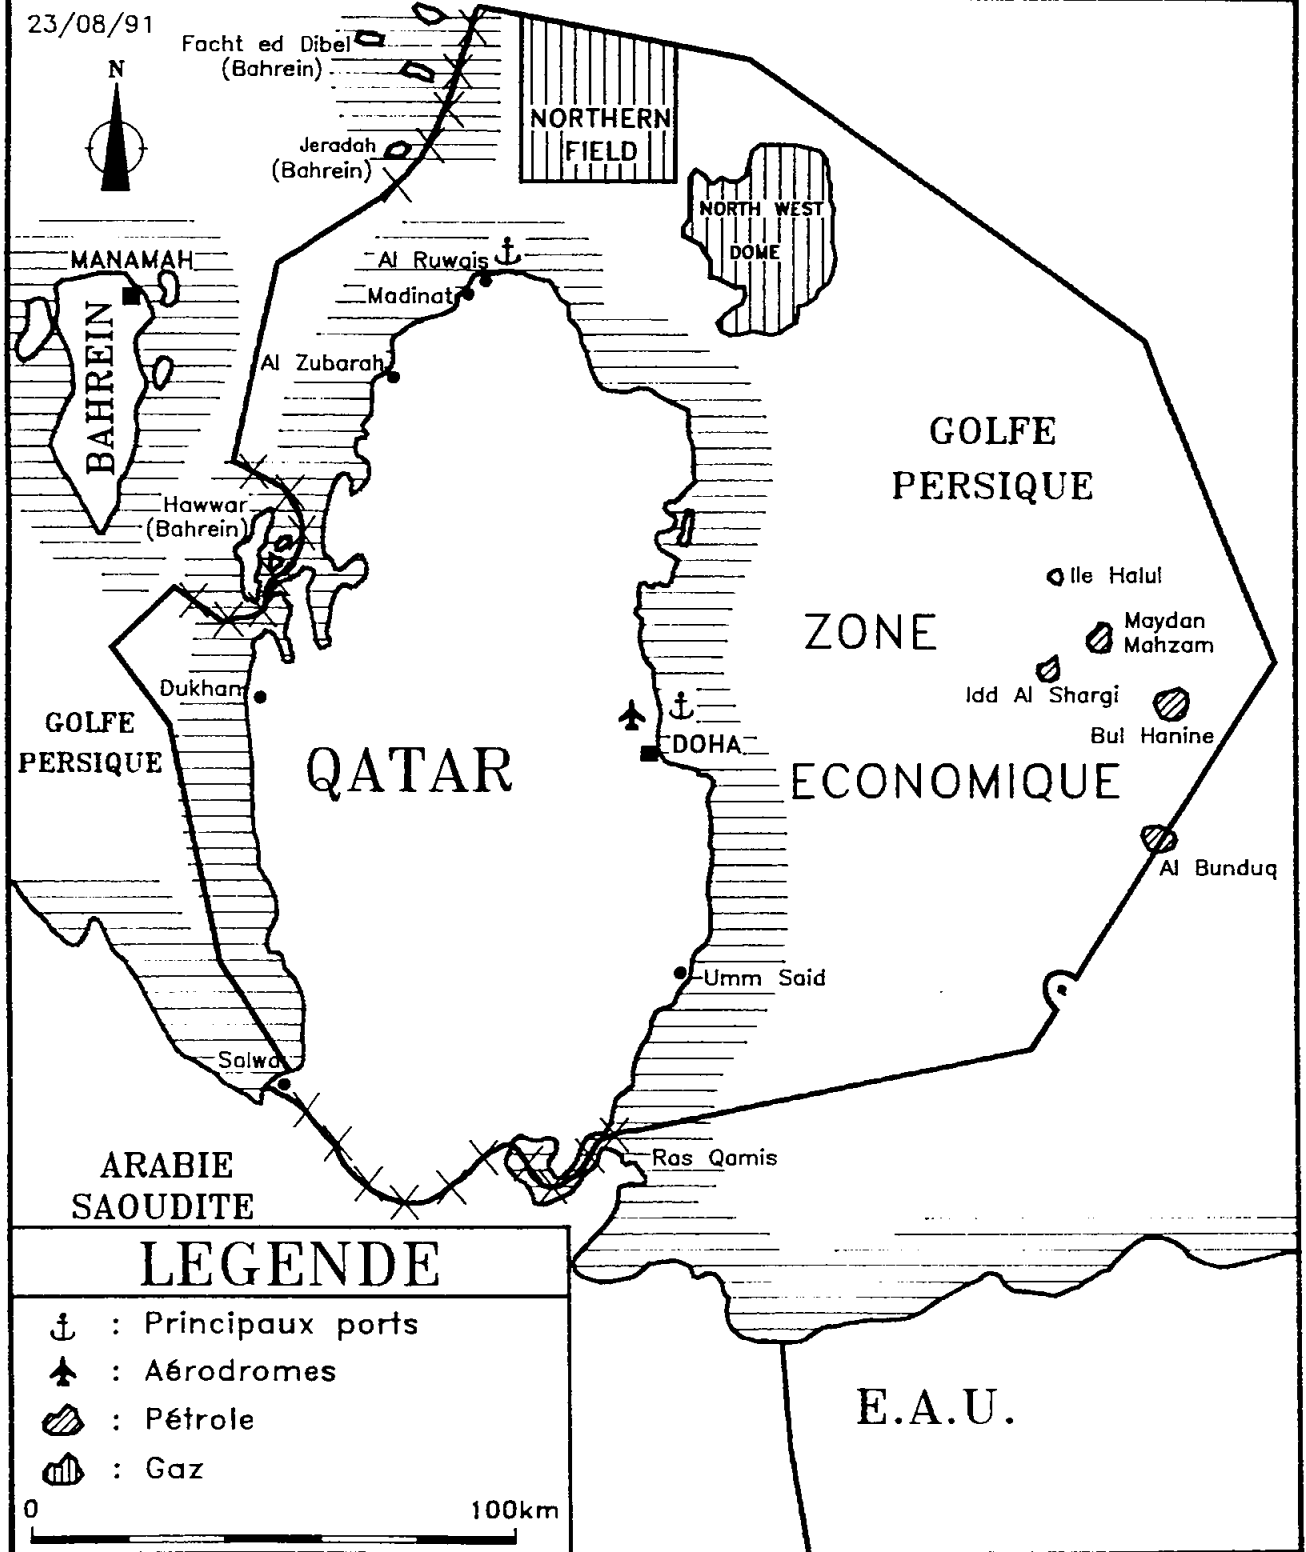 23/08/91
Facht ed Dibel
(Bahrein)
N
NORTHERN
FIELD
Jeradah
(Bahrein)
NORTH WEST
DOME
MANAMAH
Al Ruwais
Madinat
BAHREIN
Al Zubarah
GOLFE
PERSIQUE
Hawwar
(Bahrein)
Ile Halul
ZONE
Maydan
Mahzam
Dukhan
Idd Al Shargi
GOLFE
PERSIQUE
QATAR
DOHA
Bul Hanine
ECONOMIQUE
Al Bunduq
Umm Said
Salwa
ARABIE
SAOUDITE
Ras Qamis
LEGENDE
: Principaux ports
: Aérodromes
: Pétrole
: Gaz
E.A.U.
0 100km